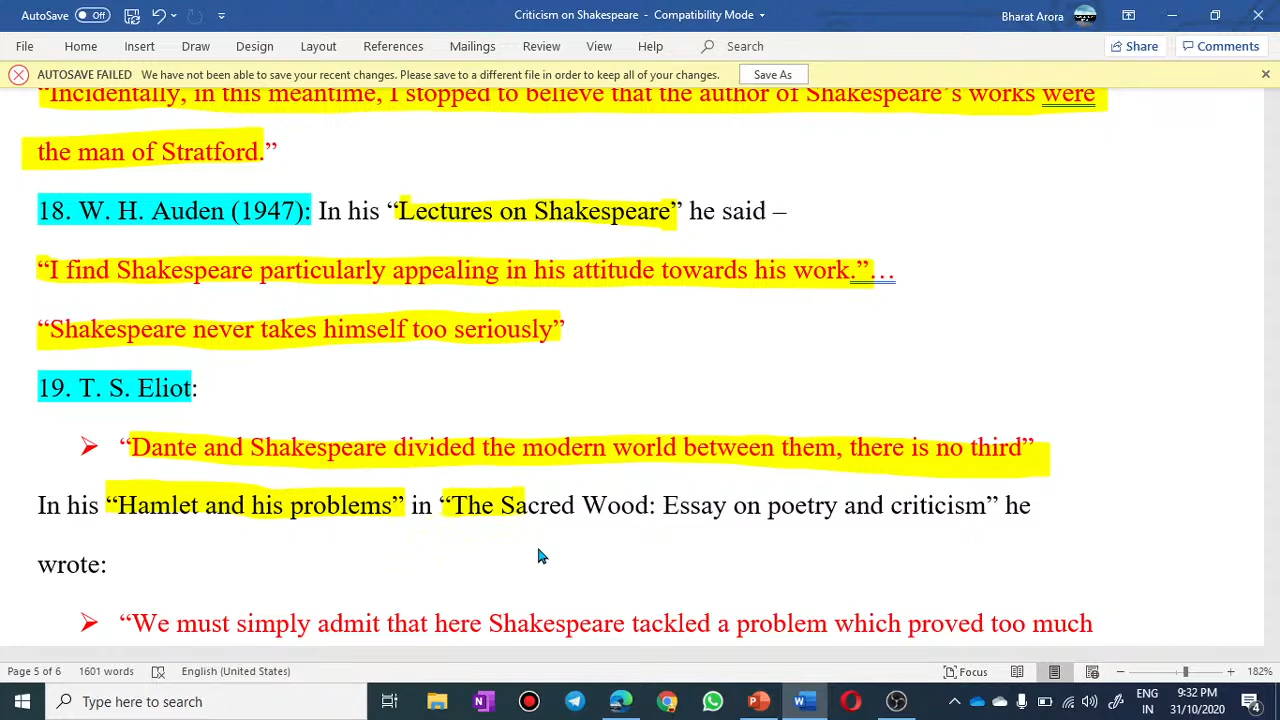 AutoSave Off
Criticism on Shakespeare - Compatibility Mode
Bharat Arora
File Home Insert Draw Design Layout References Mailings Review View Help Search Share Comments
AUTOSAVE FAILED We have not been able to save your recent changes. Please save to a different file in order to keep all of your changes. Save As
“Incidentally, in this meantime, I stopped to believe that the author of Shakespeare’s works were
the man of Stratford.”
18. W. H. Auden (1947): In his “Lectures on Shakespeare” he said –
“I find Shakespeare particularly appealing in his attitude towards his work.”…
“Shakespeare never takes himself too seriously”
19. T. S. Eliot:
“Dante and Shakespeare divided the modern world between them, there is no third”
In his “Hamlet and his problems” in “The Sacred Wood: Essay on poetry and criticism” he
wrote:
“We must simply admit that here Shakespeare tackled a problem which proved too much
Page 5 of 6 1601 words English (United States) Focus 182%
Type here to search
ENG
IN
9:32 PM
31/10/2020
4